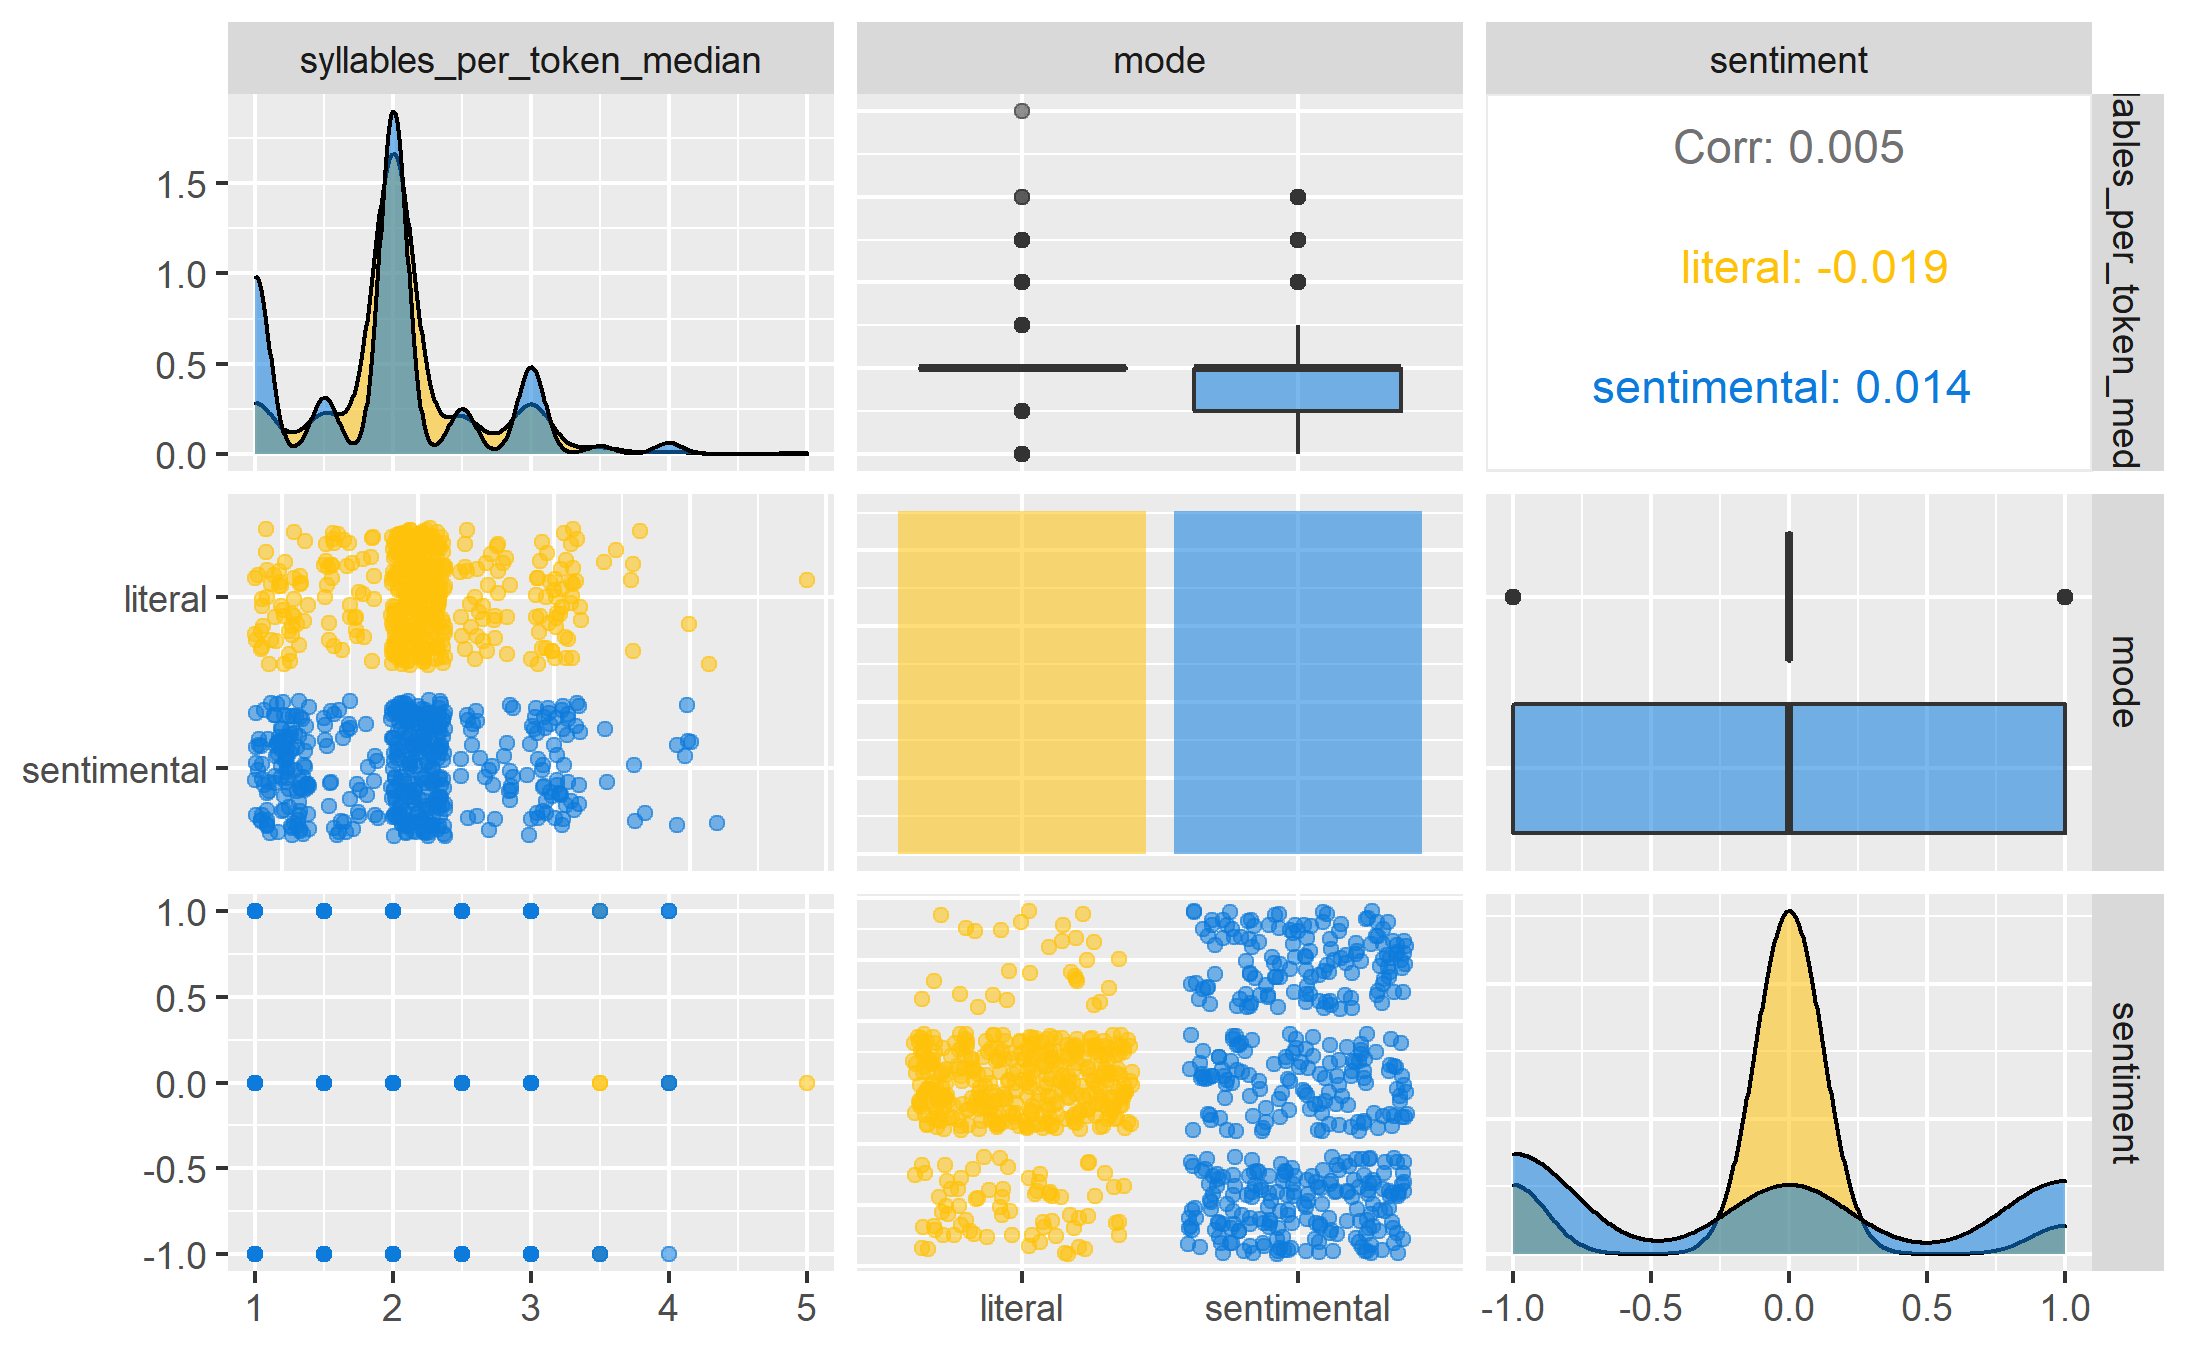 syllables_per_token_median
mode
sentiment
1.5
1.0
0.5
0.0
Corr: 0.005
literal: -0.019
sentimental: 0.014
lables_per_token_med
literal
sentimental
mode
1.0
0.5
0.0
-0.5
-1.0
sentiment
1 2 3 4 5
literal sentimental
-1.0 -0.5 0.0 0.5 1.0